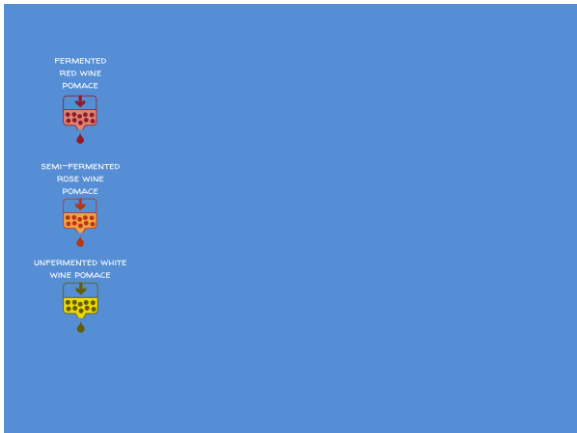 FERMENTED
RED WINE
POMACE
SEMI-FERMENTED
ROSE WINE
POMACE
UNFERMENTED WHITE
WINE POMACE